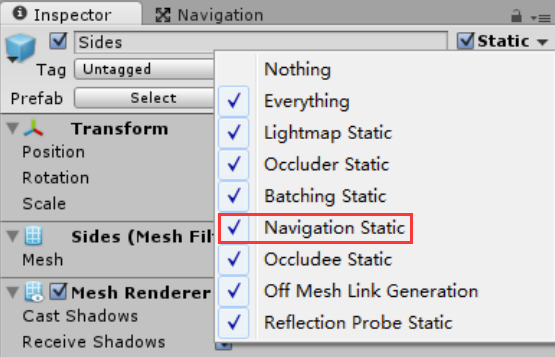 Inspector Navigation
Sides Static
Tag Untagged
Nothing
Prefab Select
Everything
Transform
Lightmap Static
Position
Occluder Static
Rotation
Batching Static
Scale
Navigation Static
Sides (Mesh Fil
Mesh
Occludee Static
Mesh Renderer
Off Mesh Link Generation
Cast Shadows
Reflection Probe Static
Receive Shadows